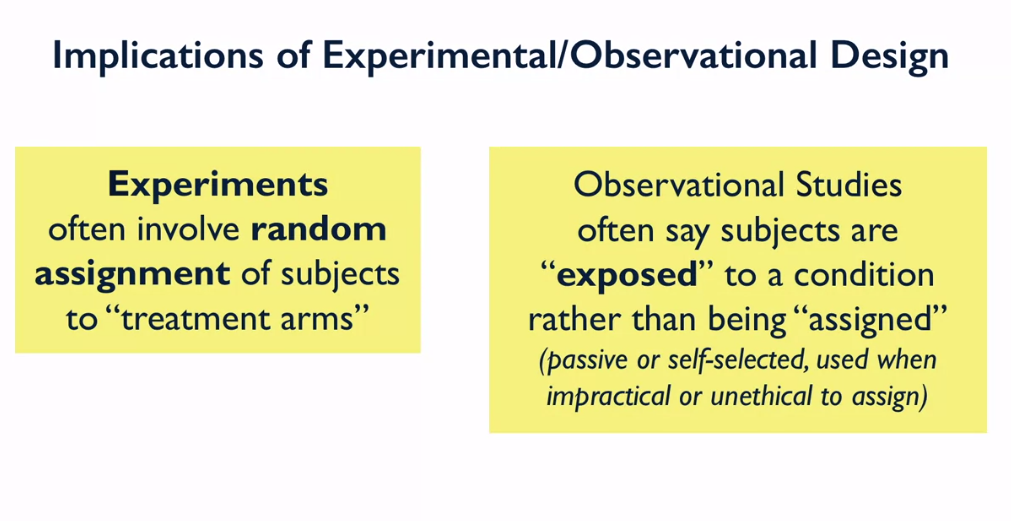 Implications of Experimental/Observational Design
Experiments
often involve random
assignment of subjects
to “treatment arms”
Observational Studies
often say subjects are
“exposed” to a condition
rather than being “assigned”
(passive or self-selected, used when
impractical or unethical to assign)